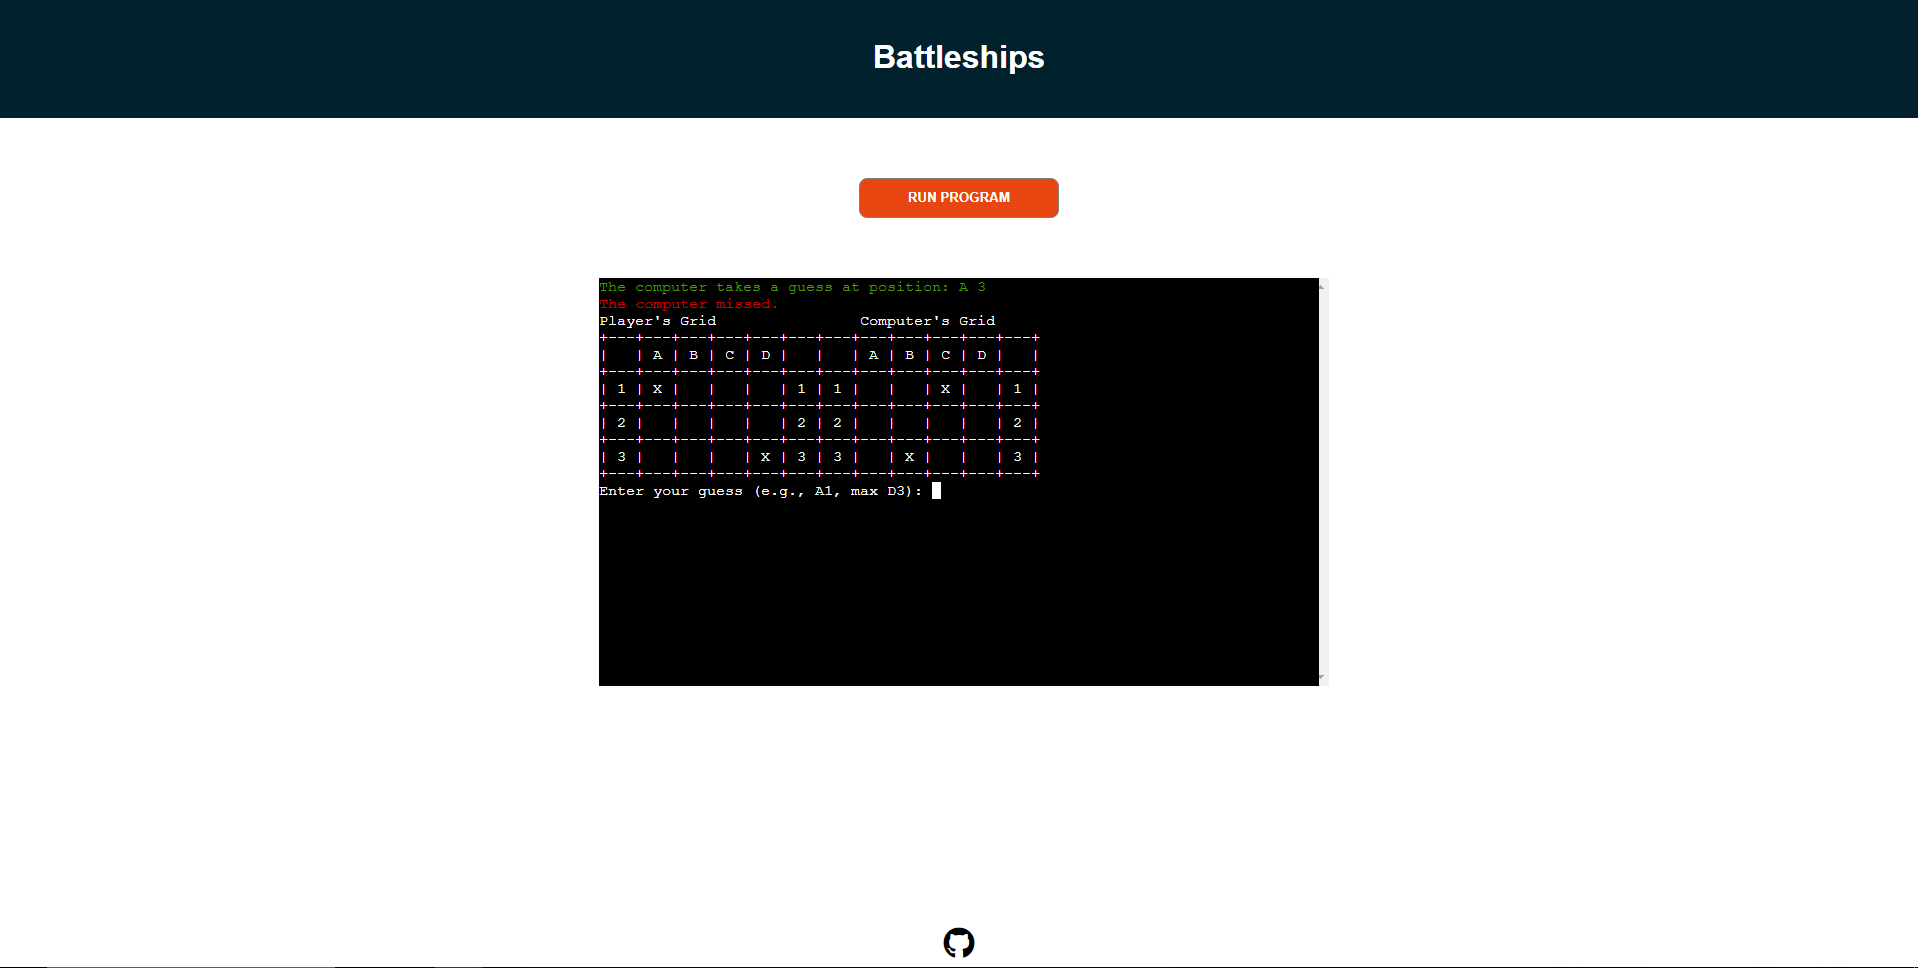 Battleships
RUN PROGRAM
The computer takes a guess at position: A 3
The computer missed.
Player's Grid                Computer's Grid
+---+---+---+---+---+---+---+---+---+---+---+---+
|   | A | B | C | D |   |   | A | B | C | D |   |
+---+---+---+---+---+---+---+---+---+---+---+---+
| 1 | X |   |   |   | 1 | 1 |   |   | X |   | 1 |
+---+---+---+---+---+---+---+---+---+---+---+---+
| 2 |   |   |   |   | 2 | 2 |   |   |   |   | 2 |
+---+---+---+---+---+---+---+---+---+---+---+---+
| 3 |   |   |   | X | 3 | 3 |   | X |   |   | 3 |
+---+---+---+---+---+---+---+---+---+---+---+---+
Enter your guess (e.g., A1, max D3):